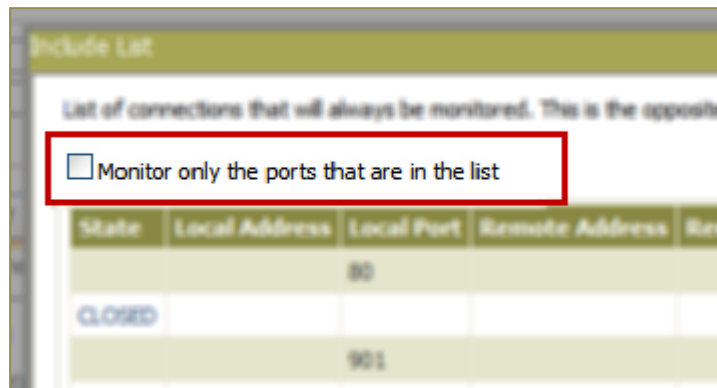 Include List
List of connections that will always be monitored. This is the opposite
Monitor only the ports that are in the list
State Local Address Local Port Remote Address
80
CLOSED
901